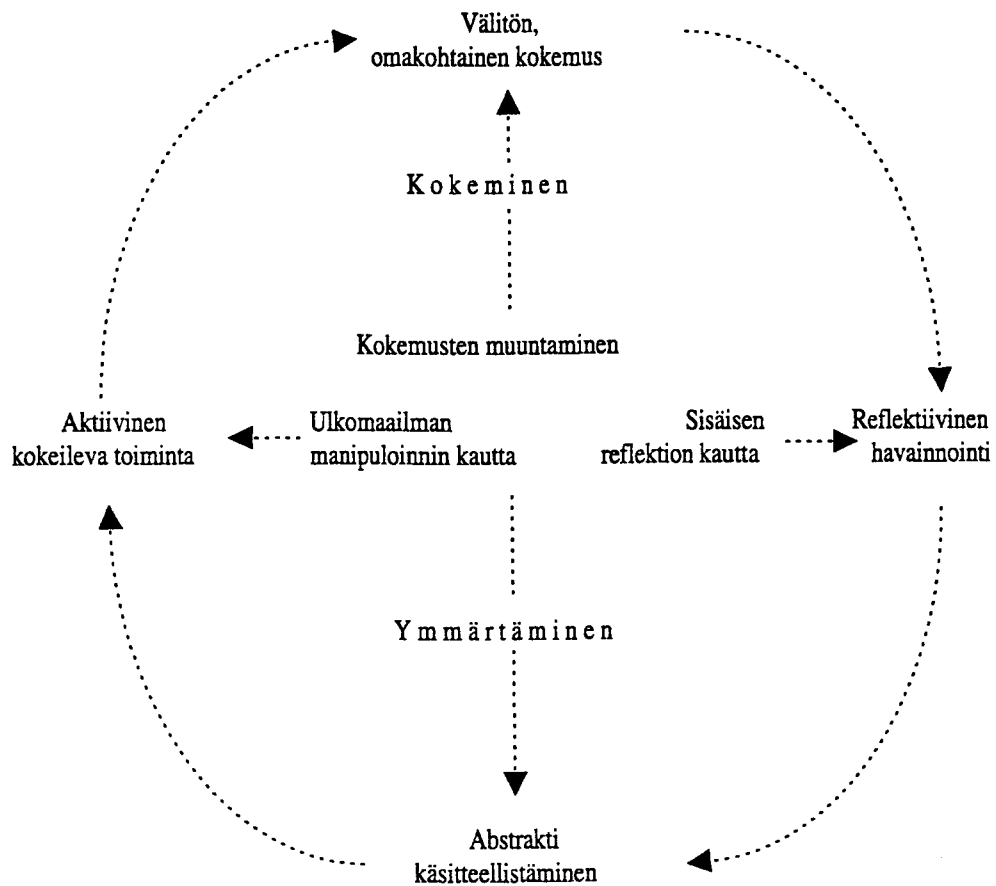 Välitön,
omakohtainen kokemus
Kokeminen
Kokemusten muuntaminen
Aktiivinen
kokeileva toiminta
Ulkomaailman
manipuloinnin kautta
Sisäisen
reflektion kautta
Reflektiivinen
havainnointi
Ymmärtäminen
Abstrakti
käsitteellistäminen